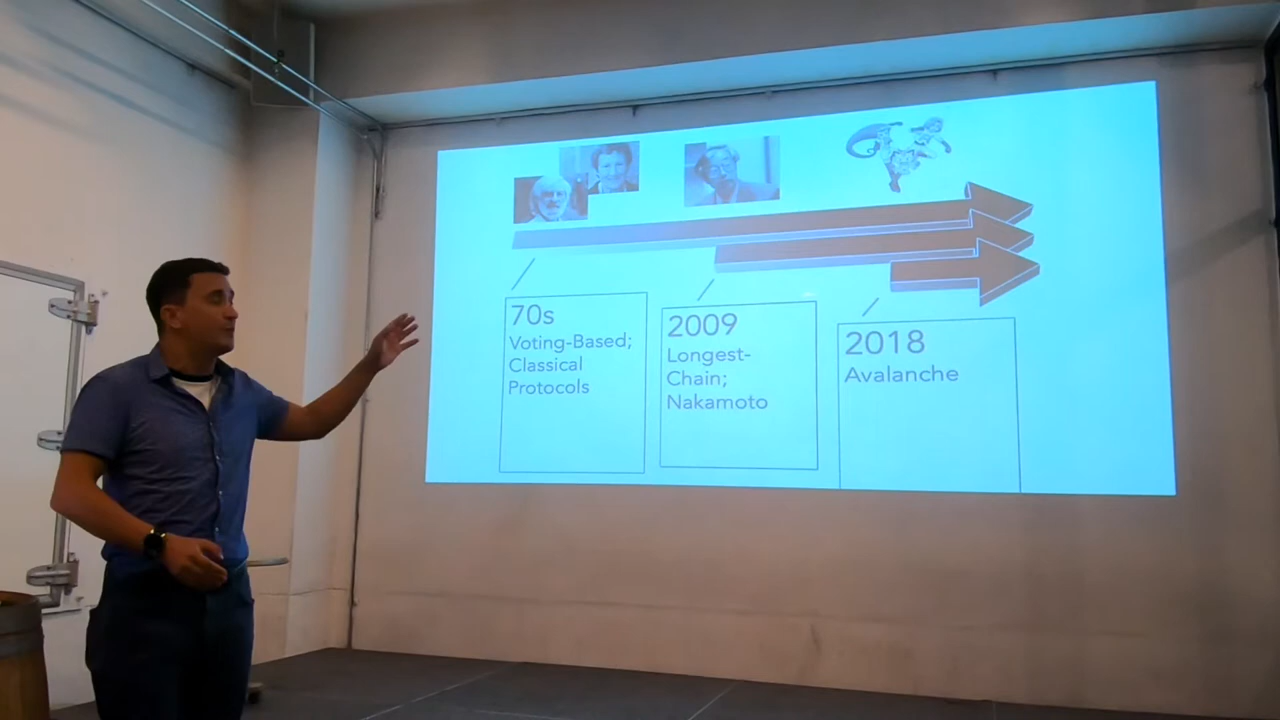 70s
Voting-Based;
Classical
Protocols
2009
Longest-
Chain;
Nakamoto
2018
Avalanche